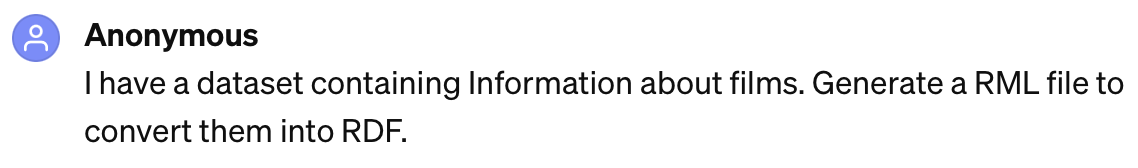 Anonymous
I have a dataset containing Information about films. Generate a RML file to
convert them into RDF.